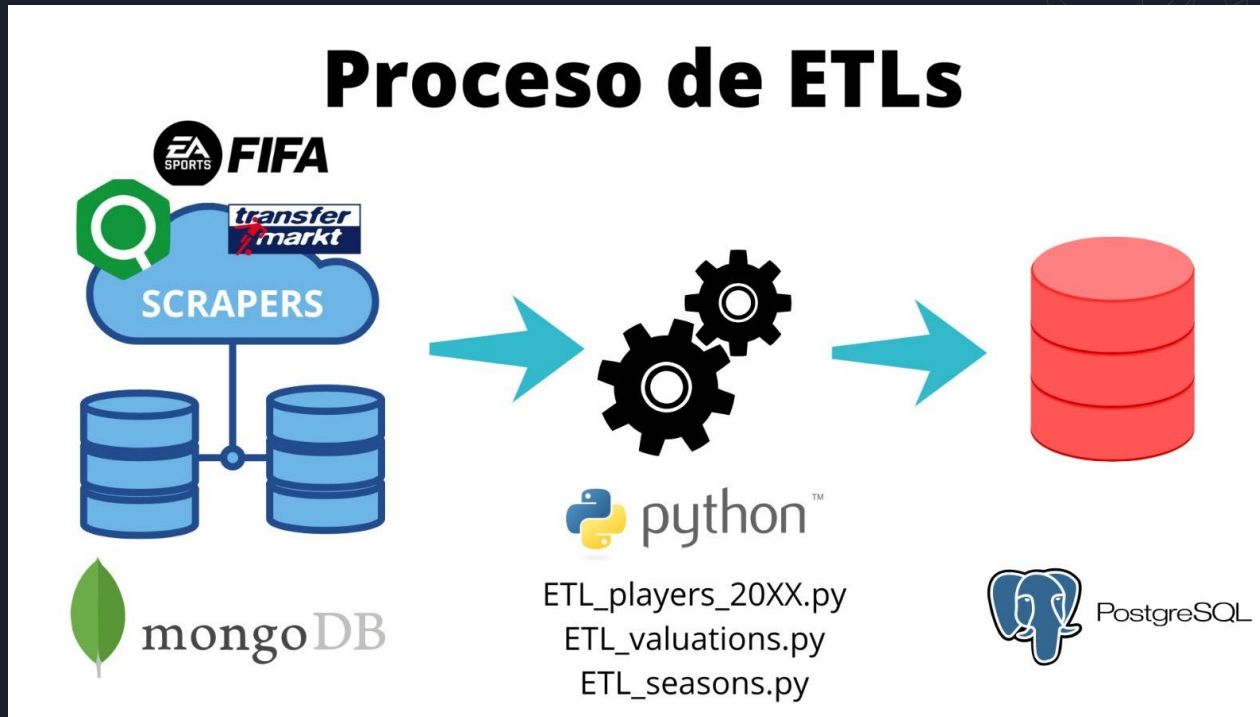 Proceso de ETLs
EA
SPORTS
FIFA
transfer
markt
SCRAPERS
mongoDB
python™
ETL_players_20XX.py
ETL_valuations.py
ETL_seasons.py
PostgreSQL